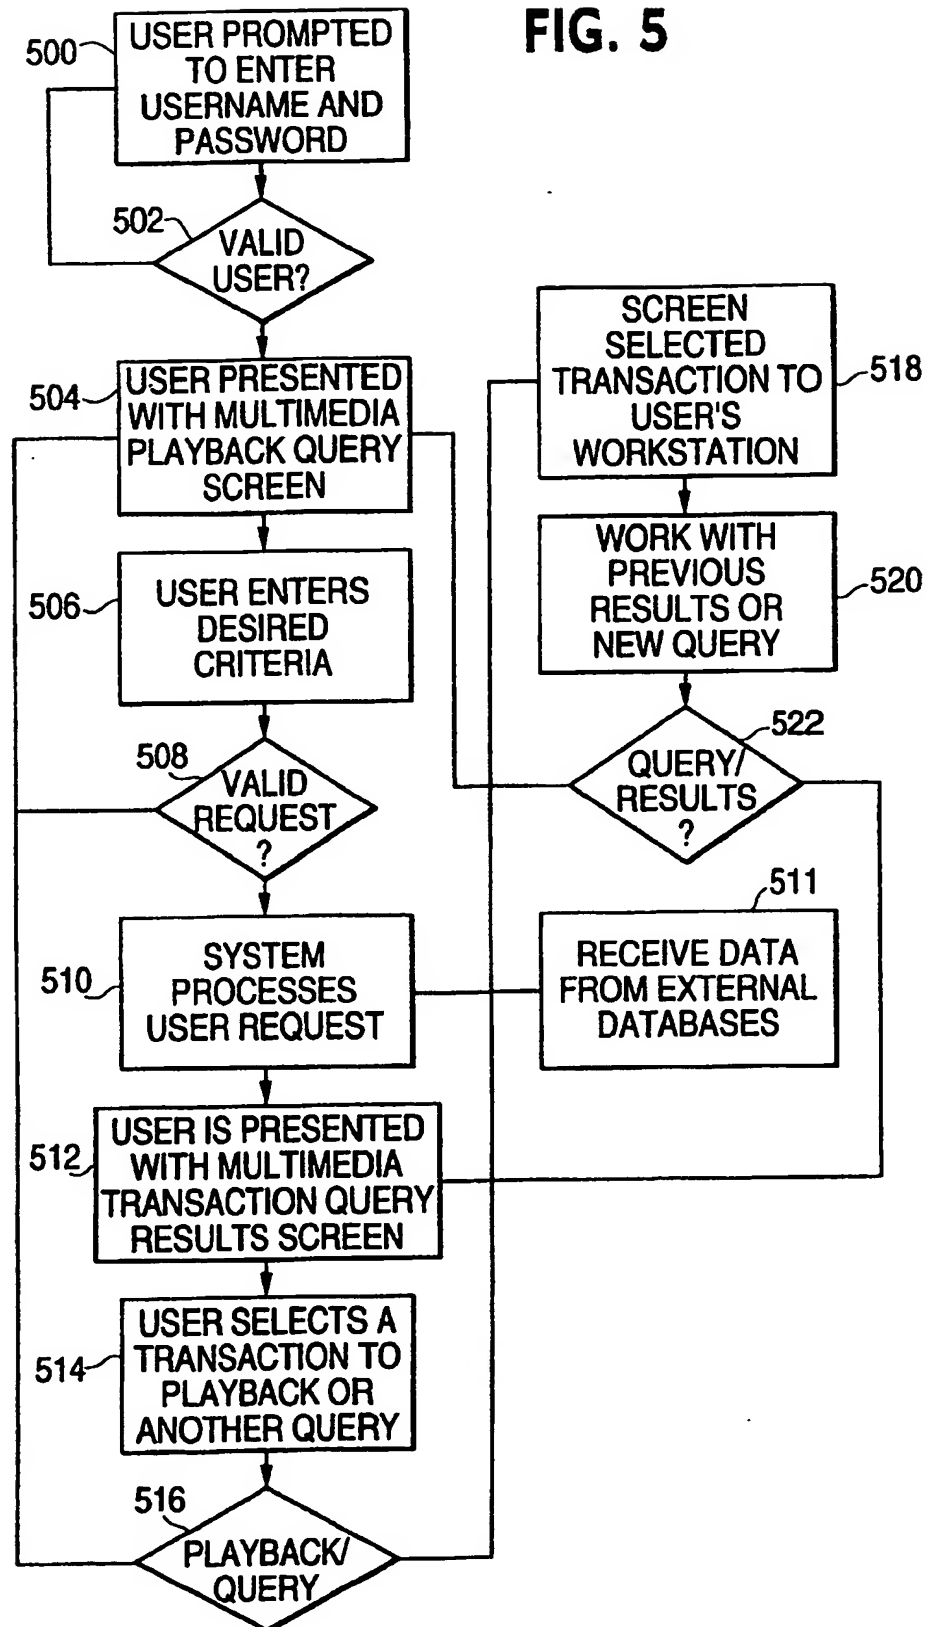 FIG. 5
500
USER PROMPTED
TO ENTER
USERNAME AND
PASSWORD
502
VALID
USER?
504
USER PRESENTED
WITH MULTIMEDIA
PLAYBACK QUERY
SCREEN
506
USER ENTERS
DESIRED
CRITERIA
508
VALID
REQUEST
?
510
SYSTEM
PROCESSES
USER REQUEST
511
RECEIVE DATA
FROM EXTERNAL
DATABASES
512
USER IS PRESENTED
WITH MULTIMEDIA
TRANSACTION QUERY
RESULTS SCREEN
514
USER SELECTS A
TRANSACTION TO
PLAYBACK OR
ANOTHER QUERY
516
PLAYBACK/
QUERY
518
SCREEN
SELECTED
TRANSACTION TO
USER'S
WORKSTATION
520
WORK WITH
PREVIOUS
RESULTS OR
NEW QUERY
522
QUERY/
RESULTS
?